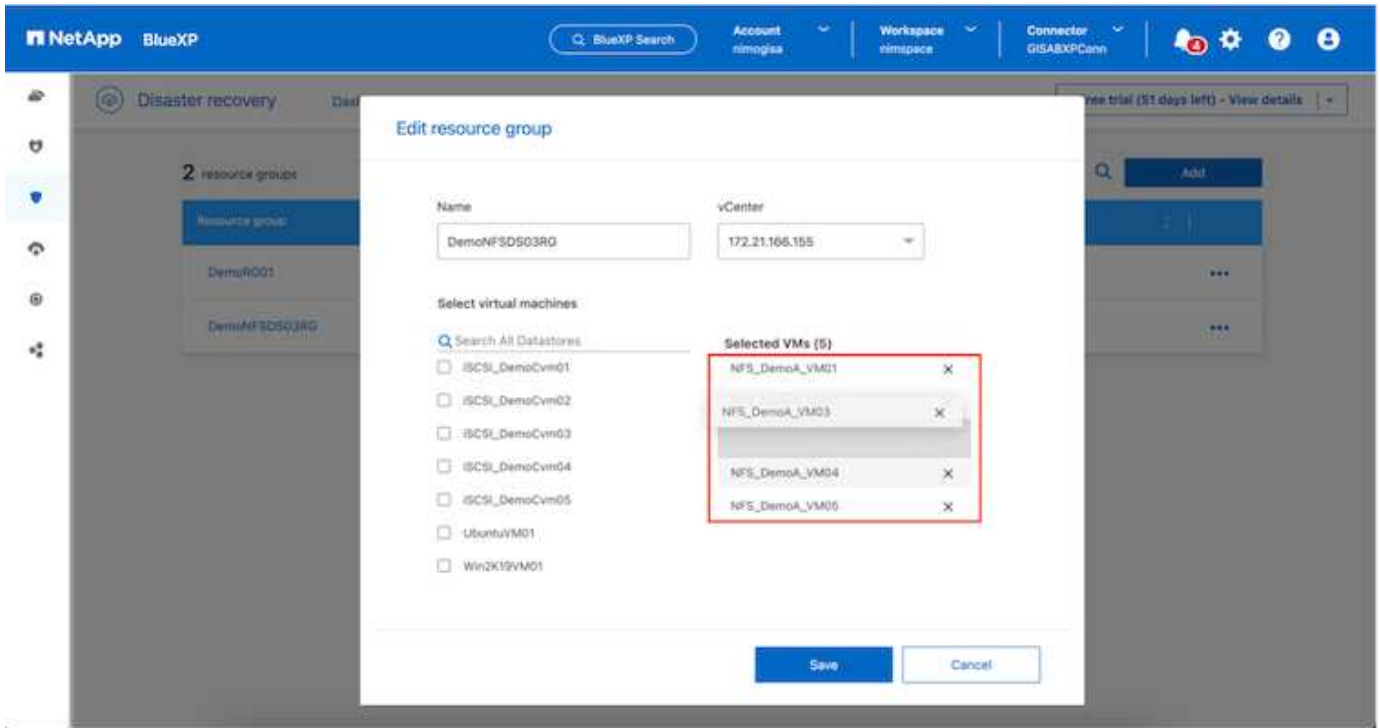 NetApp BlueXP
BlueXP Search
Account
nimogisa
Workspace
nimspace
Connector
GISABXPConn
4
Disaster recovery
Free trial (51 days left) - View details
Edit resource group
2 resource groups
Add
Resource group
Name
vCenter
DemoNFSDS03RG
172.21.166.155
DemoRG01
DemoNFSDS03RG
Select virtual machines
Search All Datastores
Selected VMs (5)
iSCSI_DemoCvm01
iSCSI_DemoCvm02
iSCSI_DemoCvm03
iSCSI_DemoCvm04
iSCSI_DemoCvm05
UbuntuVM01
Win2K19VM01
NFS_DemoA_VM01
NFS_DemoA_VM03
NFS_DemoA_VM04
NFS_DemoA_VM05
Save
Cancel